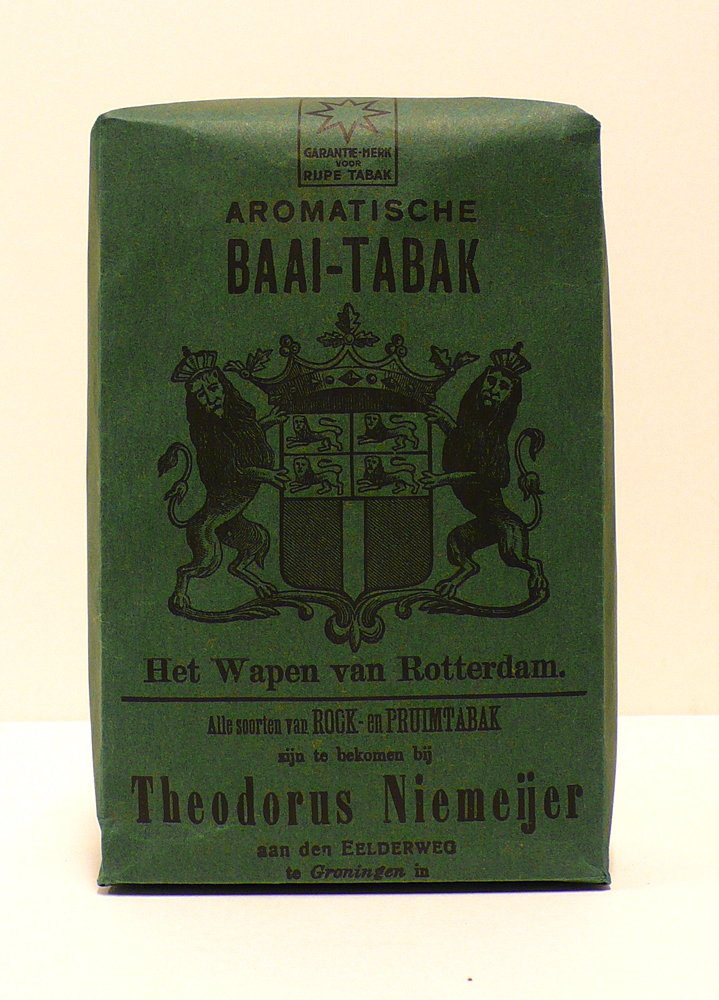 GARANTIE-MERK
VOOR
RIJPE TABAK
AROMATISCHE
BAAI-TABAK
Het Wapen van Rotterdam.
Alle soorten van ROOK- en PRUIMTABAK
zijn te bekomen bij
Theodorus Niemeijer
aan den EELDERWEG
te Groningen in